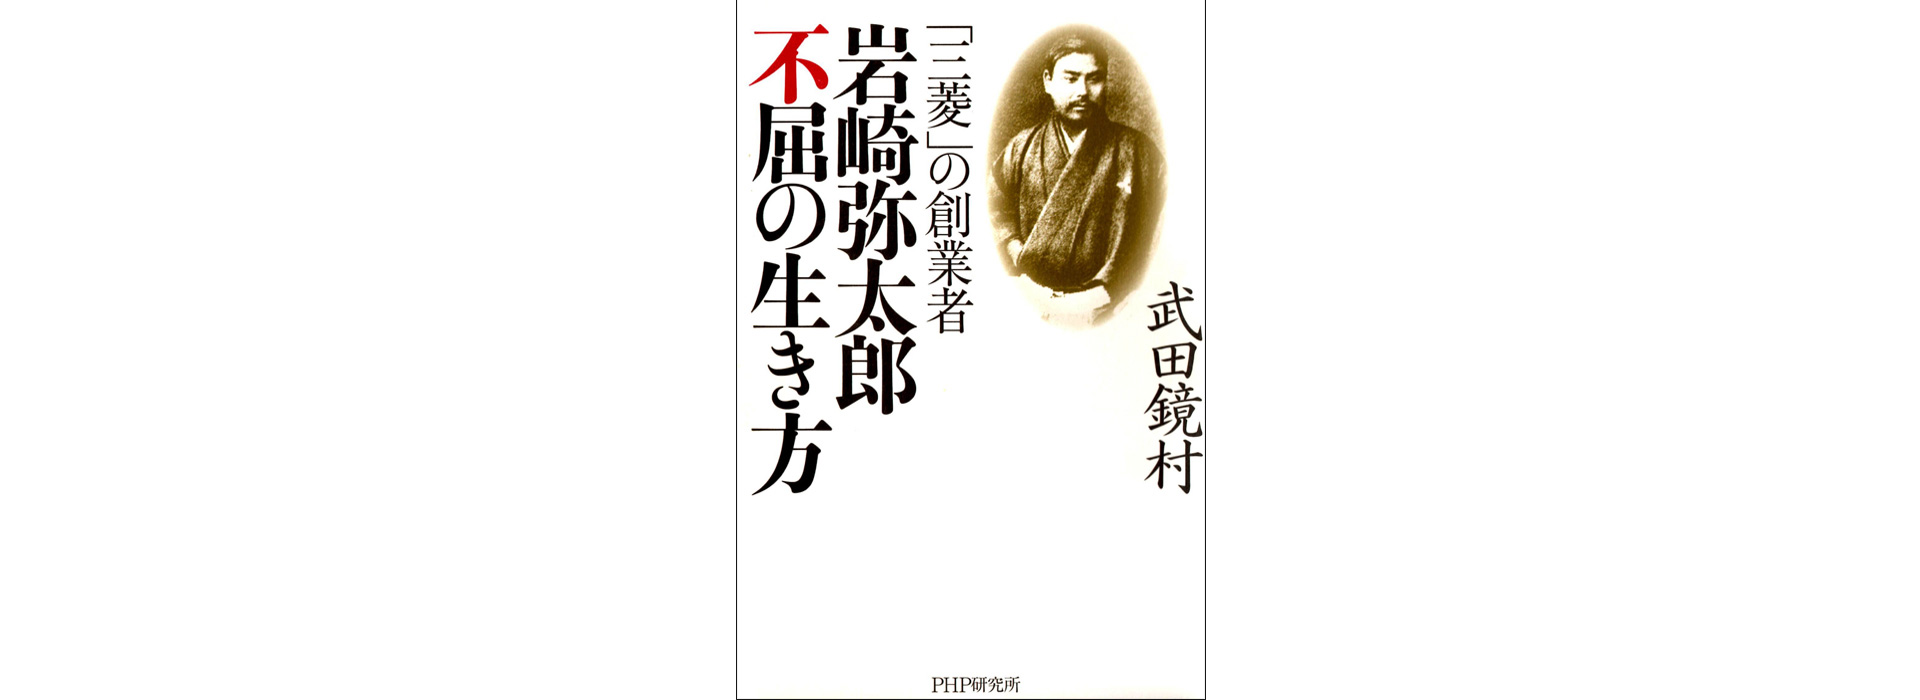 武田鏡村
「三菱」の創業者
岩崎弥太郎
不屈の生き方
PHP研究所